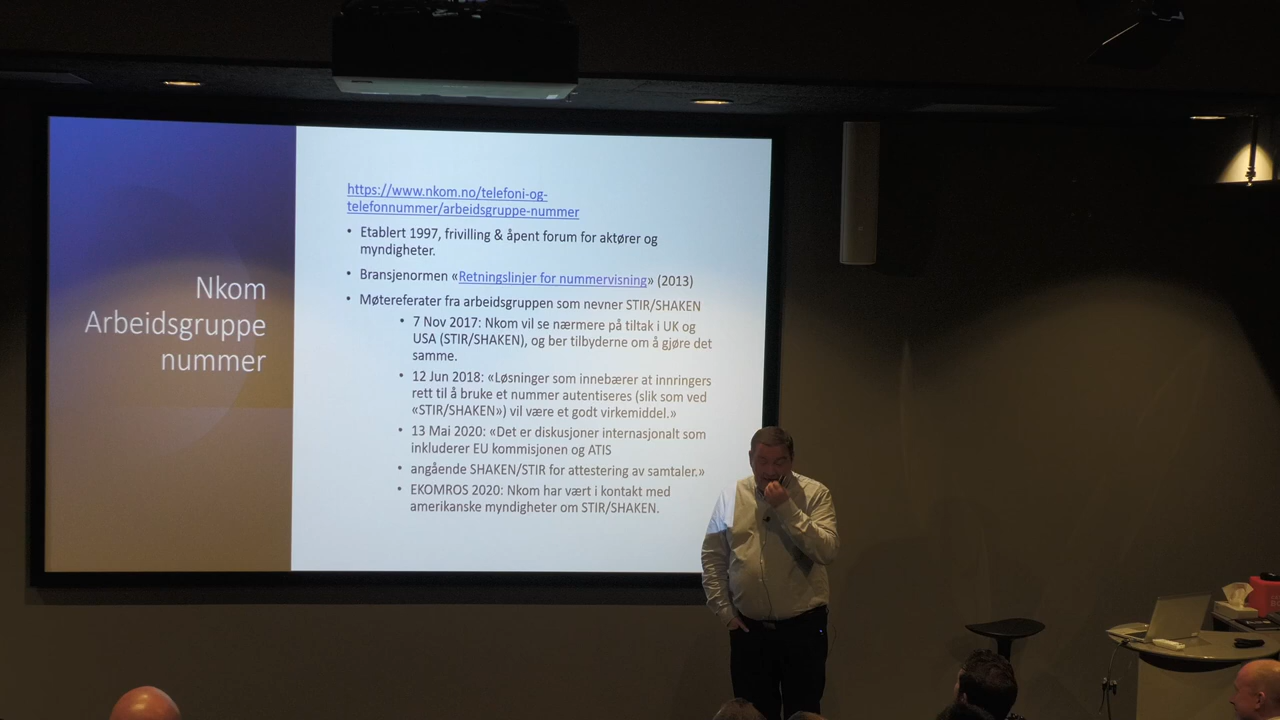 Nkom
Arbeidsgruppe
nummer
https://www.nkom.no/telefoni-og-
telefonnummer/arbeidsgruppe-nummer
• Etablert 1997, frivilling & åpent forum for aktører og
myndigheter.
• Bransjenormen «Retningslinjer for nummervisning» (2013)
• Møtereferater fra arbeidsgruppen som nevner STIR/SHAKEN
• 7 Nov 2017: Nkom vil se nærmere på tiltak i UK og
USA (STIR/SHAKEN), og ber tilbyderne om å gjøre det
samme.
• 12 Jun 2018: «Løsninger som innebærer at innringers
rett til å bruke et nummer autentiseres (slik som ved
«STIR/SHAKEN») vil være et godt virkemiddel.»
• 13 Mai 2020: «Det er diskusjoner internasjonalt som
inkluderer EU kommisjonen og ATIS
• angående SHAKEN/STIR for attestering av samtaler.»
• EKOMROS 2020: Nkom har vært i kontakt med
amerikanske myndigheter om STIR/SHAKEN.